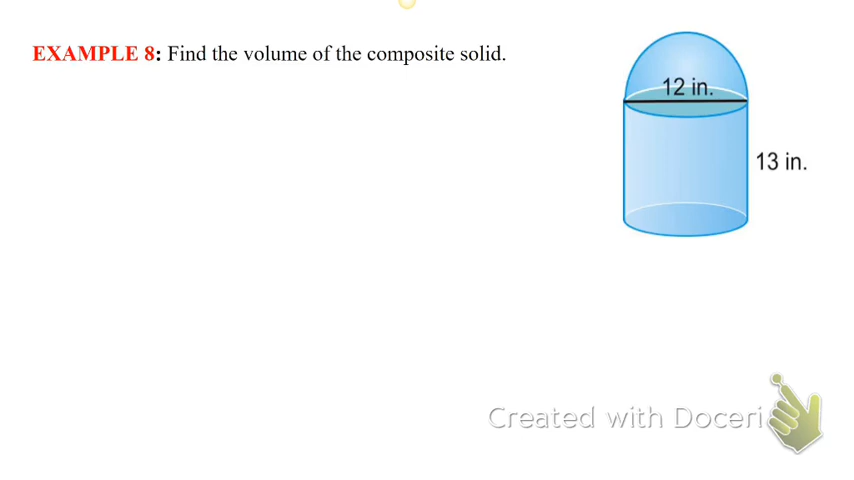 EXAMPLE 8: Find the volume of the composite solid.
12 in.
13 in.
Created with Doceri